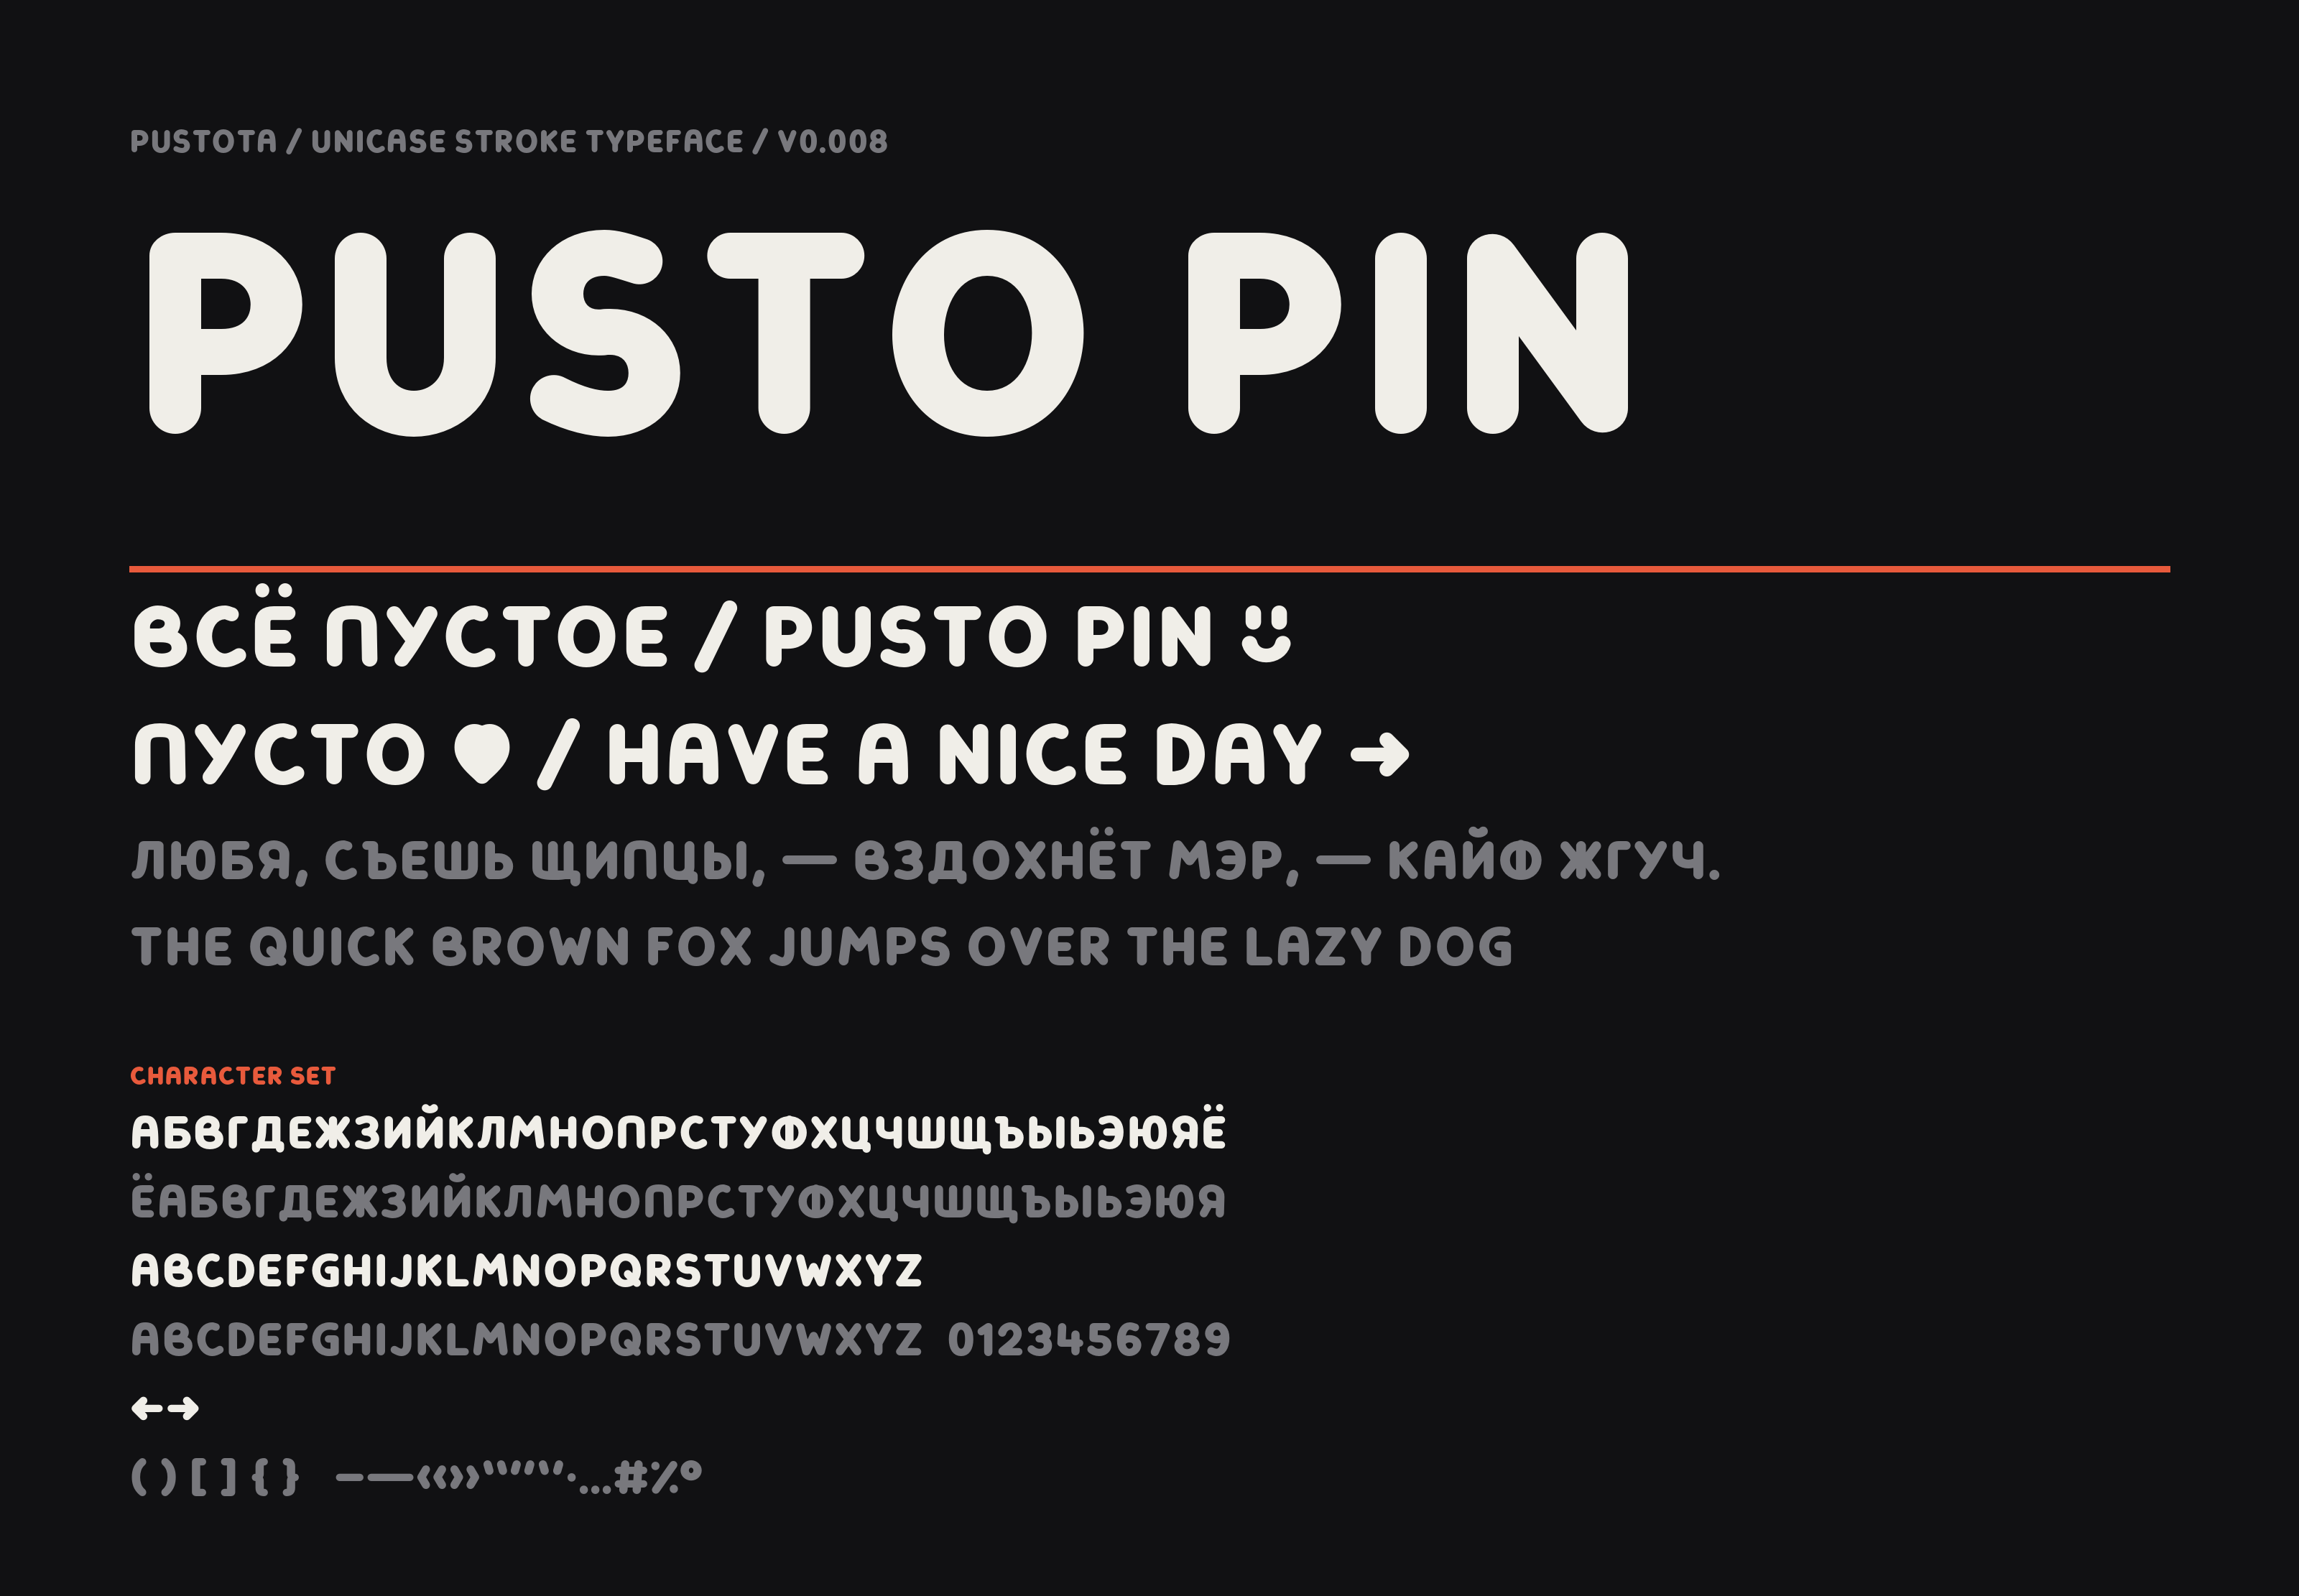 PUSTOTA / UNICASE STROKE TYPEFACE / V0.008
PUSTO PIN
ВСЁ ПУСТОЕ / PUSTO PIN
ПУСТО ♥ / HAVE A NICE DAY →
ЛЮБЯ, СЪЕШЬ ЩИПЦЫ, — ВЗДОХНЁТ МЭР, — КАЙФ ЖГУЧ.
THE QUICK BROWN FOX JUMPS OVER THE LAZY DOG
CHARACTER SET
АБВГДЕЖЗИЙКЛМНОПРСТУФХЦЧШЩЪЫЬЭЮЯЁ
ЁАБВГДЕЖЗИЙКЛМНОПРСТУФХЦЧШЩЪЫЬЭЮЯ
ABCDEFGHIJKLMNOPQRSTUVWXYZ
ABCDEFGHIJKLMNOPQRSTUVWXYZ 0123456789
←→
()[]{} –—«‹»›“”·…#⁒°